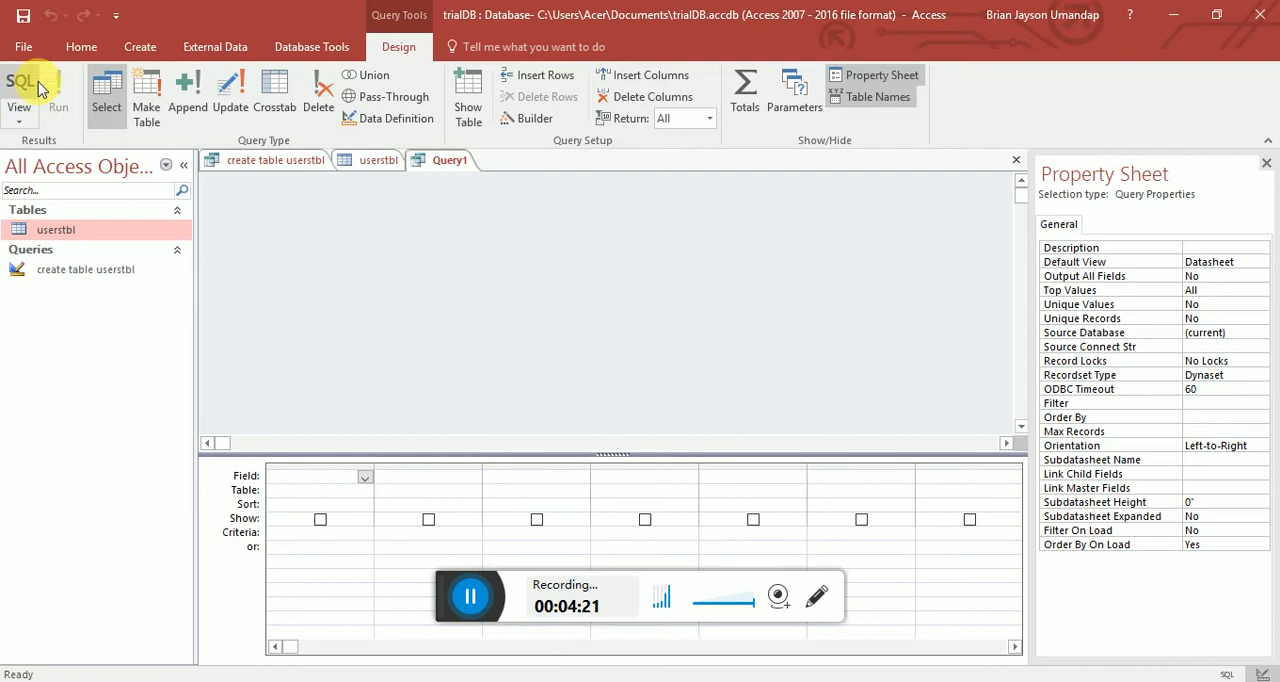 Query Tools
trialDB : Database- C:\Users\Acer\Documents\trialDB.accdb (Access 2007 - 2016 file format) - Access
Brian Jayson Umandap
?
File
Home
Create
External Data
Database Tools
Design
Tell me what you want to do
SQL
View
Run
Results
Select
Make Table
Append
Update
Crosstab
Delete
Union
Pass-Through
Data Definition
Query Type
Show Table
Insert Rows
Delete Rows
Builder
Insert Columns
Delete Columns
Return: All
Query Setup
Totals
Parameters
Property Sheet
XYZ Table Names
Show/Hide
All Access Obje...
Search...
Tables
userstbl
Queries
create table userstbl
create table userstbl
userstbl
Query1
Field:
Table:
Sort:
Show:
Criteria:
or:
Recording...
00:04:21
Property Sheet
Selection type: Query Properties
General
Description
Default View Datasheet
Output All Fields No
Top Values All
Unique Values No
Unique Records No
Source Database (current)
Source Connect Str
Record Locks No Locks
Recordset Type Dynaset
ODBC Timeout 60
Filter
Order By
Max Records
Orientation Left-to-Right
Subdatasheet Name
Link Child Fields
Link Master Fields
Subdatasheet Height 0"
Subdatasheet Expanded No
Filter On Load No
Order By On Load Yes
Ready
SQL